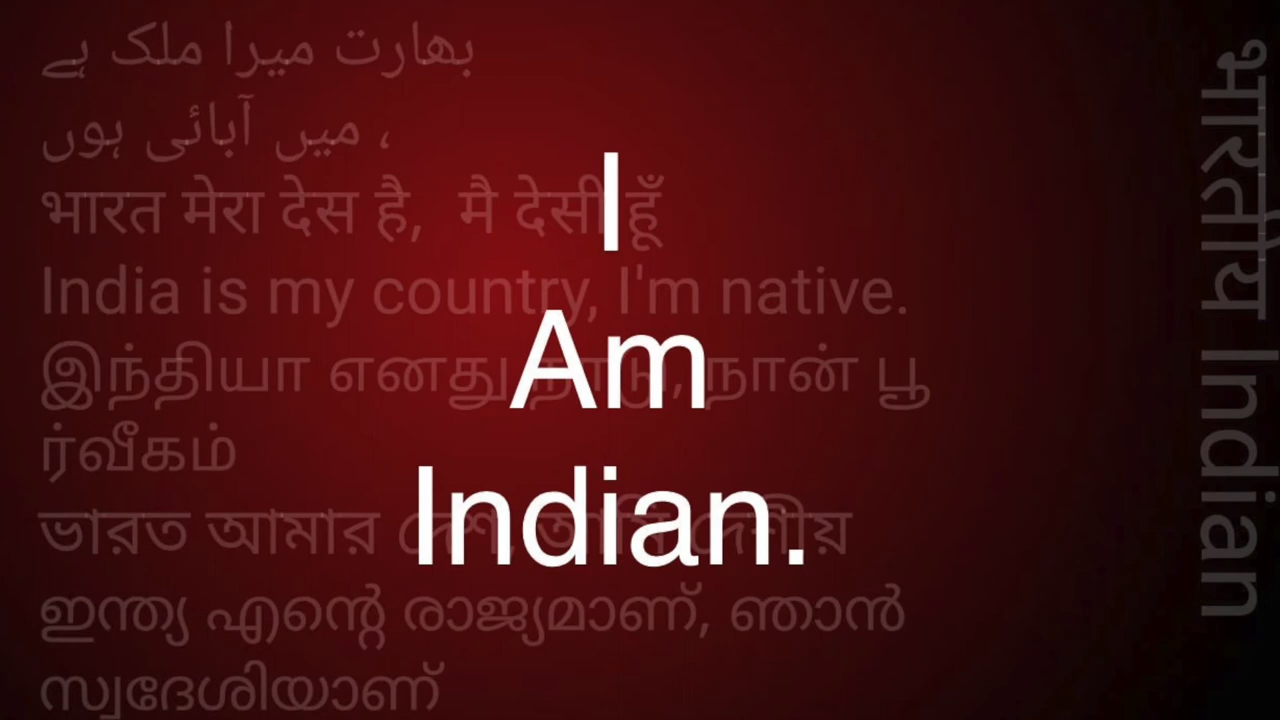 بھارت میرا ملک ہے
، میں آبائی ہوں
भारत मेरा देस है, मै देसी हूँ
India is my country, I'm native.
இந்தியா எனது நாடு, நான் பூ
ர்வீகம்
ভারত আমার দেশ, আমি দেশীয়
ഇന്ത്യ എന്റെ രാജ്യമാണ്, ഞാൻ
സ്വദേശിയാണ്
I
Am
Indian.
भारतीय Indian